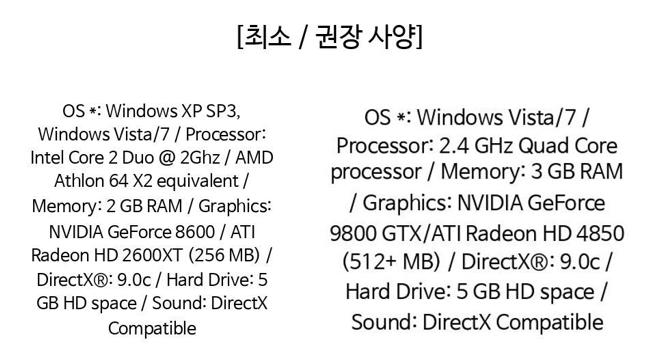 [최소 / 권장 사양]
OS *: Windows XP SP3,
Windows Vista/7 / Processor:
Intel Core 2 Duo @ 2Ghz / AMD
Athlon 64 X2 equivalent /
Memory: 2 GB RAM / Graphics:
NVIDIA GeForce 8600 / ATI
Radeon HD 2600XT (256 MB) /
DirectX®: 9.0c / Hard Drive: 5
GB HD space / Sound: DirectX
Compatible
OS *: Windows Vista/7 /
Processor: 2.4 GHz Quad Core
processor / Memory: 3 GB RAM
/ Graphics: NVIDIA GeForce
9800 GTX/ATI Radeon HD 4850
(512+ MB) / DirectX®: 9.0c /
Hard Drive: 5 GB HD space /
Sound: DirectX Compatible